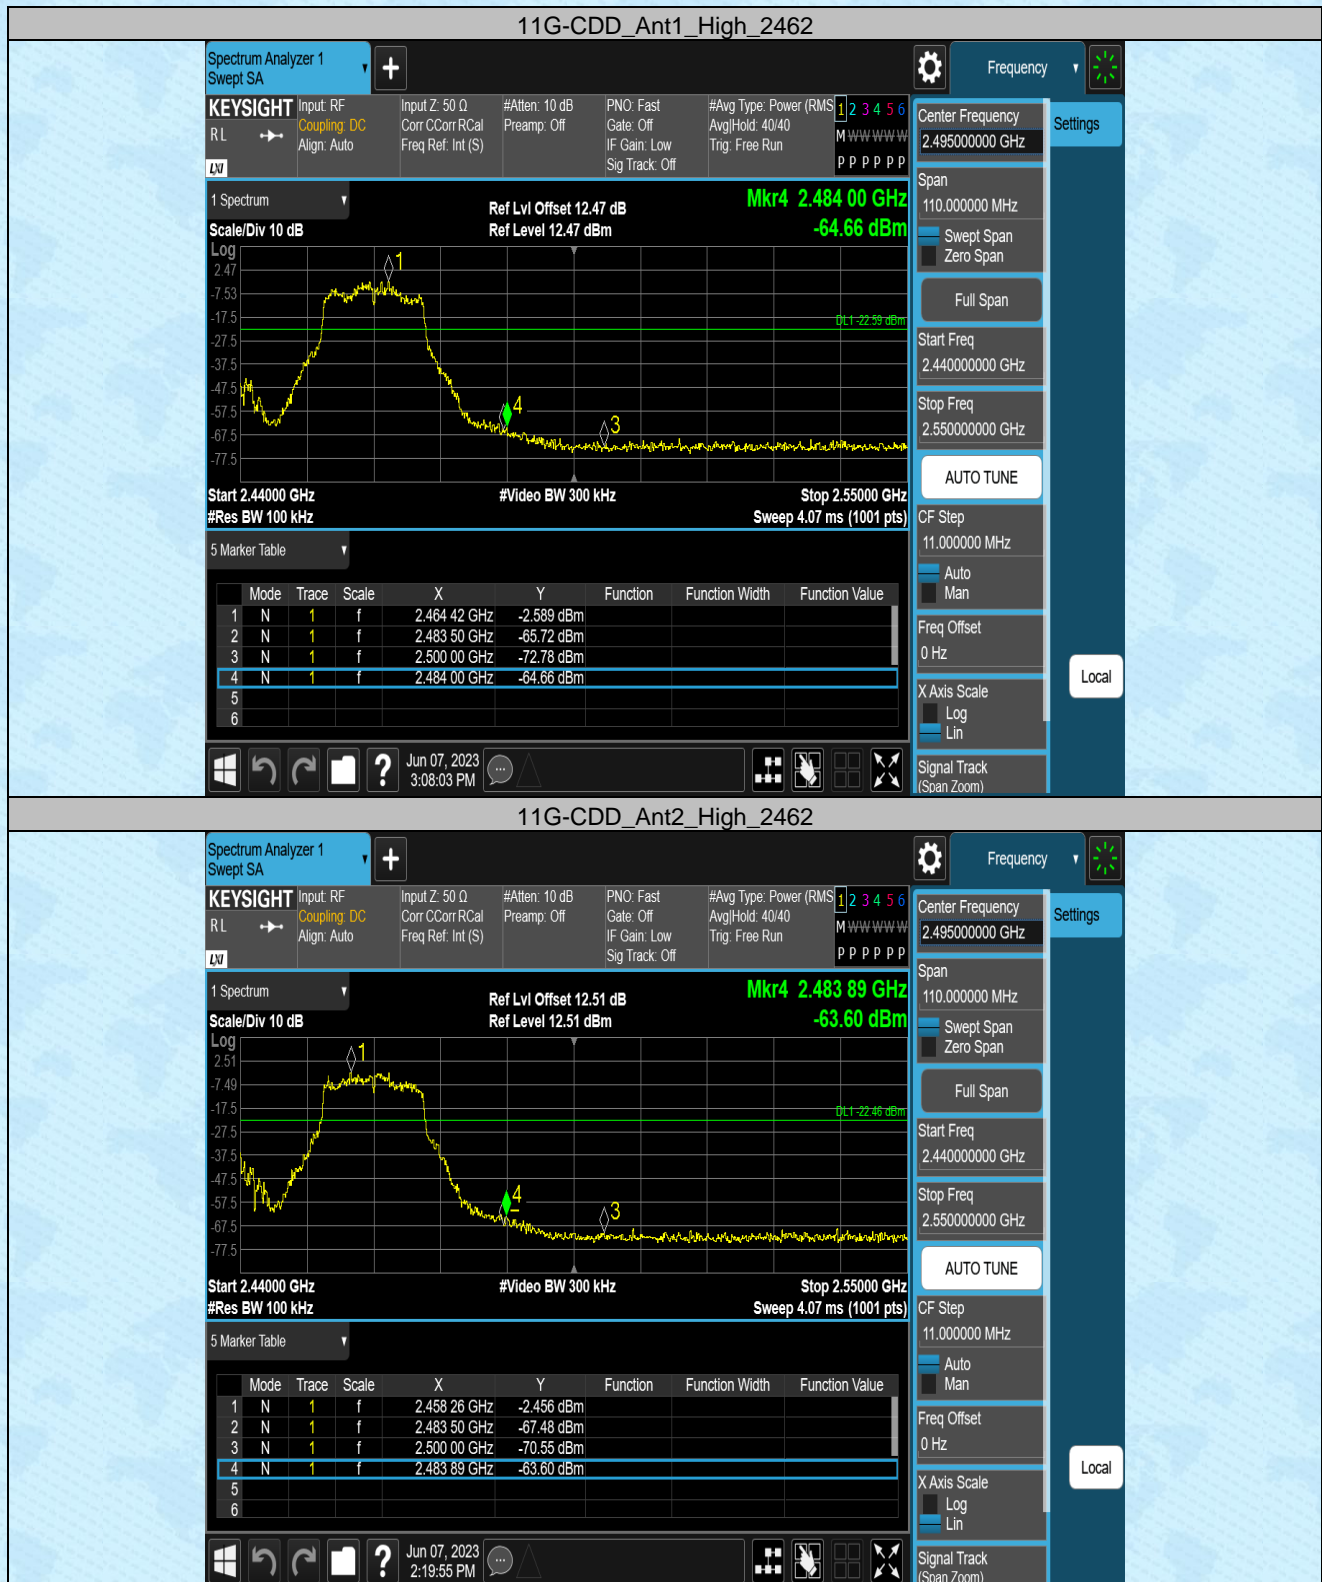 11G-CDD_Ant1_High_2462
Spectrum Analyzer 1
Swept SA
Frequency
KEYSIGHT
RL
LXI
Input: RF
Coupling: DC
Align: Auto
Input Z: 50 Ω
Corr CCorr RCal
Freq Ref: Int (S)
#Atten: 10 dB
Preamp: Off
PNO: Fast
Gate: Off
IF Gain: Low
Sig Track: Off
#Avg Type: Power (RMS
Avg|Hold: 40/40
Trig: Free Run
1 2 3 4 5 6
M W W W W W
P P P P P P
1 Spectrum
Scale/Div 10 dB
Ref Lvl Offset 12.47 dB
Ref Level 12.47 dBm
Mkr4 2.484 00 GHz
-64.66 dBm
Log
2.47
-7.53
-17.5
-27.5
-37.5
-47.5
-57.5
-67.5
-77.5
1
4
3
DL1 -22.59 dBm
Start 2.44000 GHz
#Res BW 100 kHz
#Video BW 300 kHz
Stop 2.55000 GHz
Sweep 4.07 ms (1001 pts)
5 Marker Table
Mode Trace Scale X Y Function Function Width Function Value
1 N 1 f 2.464 42 GHz -2.589 dBm
2 N 1 f 2.483 50 GHz -65.72 dBm
3 N 1 f 2.500 00 GHz -72.78 dBm
4 N 1 f 2.484 00 GHz -64.66 dBm
5
6
?
Jun 07, 2023
3:08:03 PM
Center Frequency
2.495000000 GHz
Settings
Span
110.000000 MHz
Swept Span
Zero Span
Full Span
Start Freq
2.440000000 GHz
Stop Freq
2.550000000 GHz
AUTO TUNE
CF Step
11.000000 MHz
Auto
Man
Freq Offset
0 Hz
Local
X Axis Scale
Log
Lin
Signal Track
(Span Zoom)
11G-CDD_Ant2_High_2462
Spectrum Analyzer 1
Swept SA
Frequency
KEYSIGHT
RL
LXI
Input: RF
Coupling: DC
Align: Auto
Input Z: 50 Ω
Corr CCorr RCal
Freq Ref: Int (S)
#Atten: 10 dB
Preamp: Off
PNO: Fast
Gate: Off
IF Gain: Low
Sig Track: Off
#Avg Type: Power (RMS
Avg|Hold: 40/40
Trig: Free Run
1 2 3 4 5 6
M W W W W W
P P P P P P
1 Spectrum
Scale/Div 10 dB
Ref Lvl Offset 12.51 dB
Ref Level 12.51 dBm
Mkr4 2.483 89 GHz
-63.60 dBm
Log
2.51
-7.49
-17.5
-27.5
-37.5
-47.5
-57.5
-67.5
-77.5
1
4
3
DL1 -22.46 dBm
Start 2.44000 GHz
#Res BW 100 kHz
#Video BW 300 kHz
Stop 2.55000 GHz
Sweep 4.07 ms (1001 pts)
5 Marker Table
Mode Trace Scale X Y Function Function Width Function Value
1 N 1 f 2.458 26 GHz -2.456 dBm
2 N 1 f 2.483 50 GHz -67.48 dBm
3 N 1 f 2.500 00 GHz -70.55 dBm
4 N 1 f 2.483 89 GHz -63.60 dBm
5
6
?
Jun 07, 2023
2:19:55 PM
Center Frequency
2.495000000 GHz
Settings
Span
110.000000 MHz
Swept Span
Zero Span
Full Span
Start Freq
2.440000000 GHz
Stop Freq
2.550000000 GHz
AUTO TUNE
CF Step
11.000000 MHz
Auto
Man
Freq Offset
0 Hz
Local
X Axis Scale
Log
Lin
Signal Track
(Span Zoom)